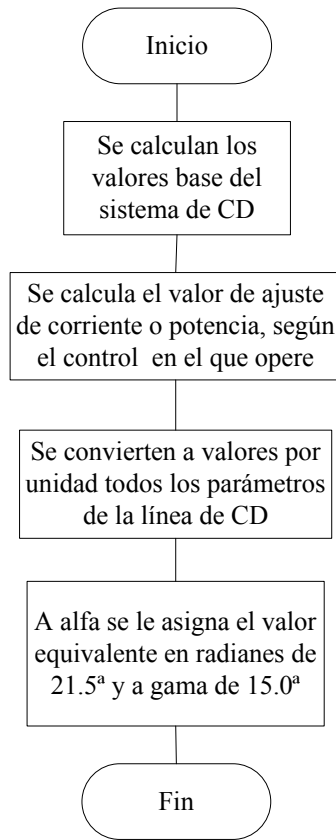 Inicio
Se calculan los
valores base del
sistema de CD
Se calcula el valor de ajuste
de corriente o potencia, según
el control en el que opere
Se convierten a valores por
unidad todos los parámetros
de la línea de CD
A alfa se le asigna el valor
equivalente en radianes de
21.5ª y a gama de 15.0ª
Fin